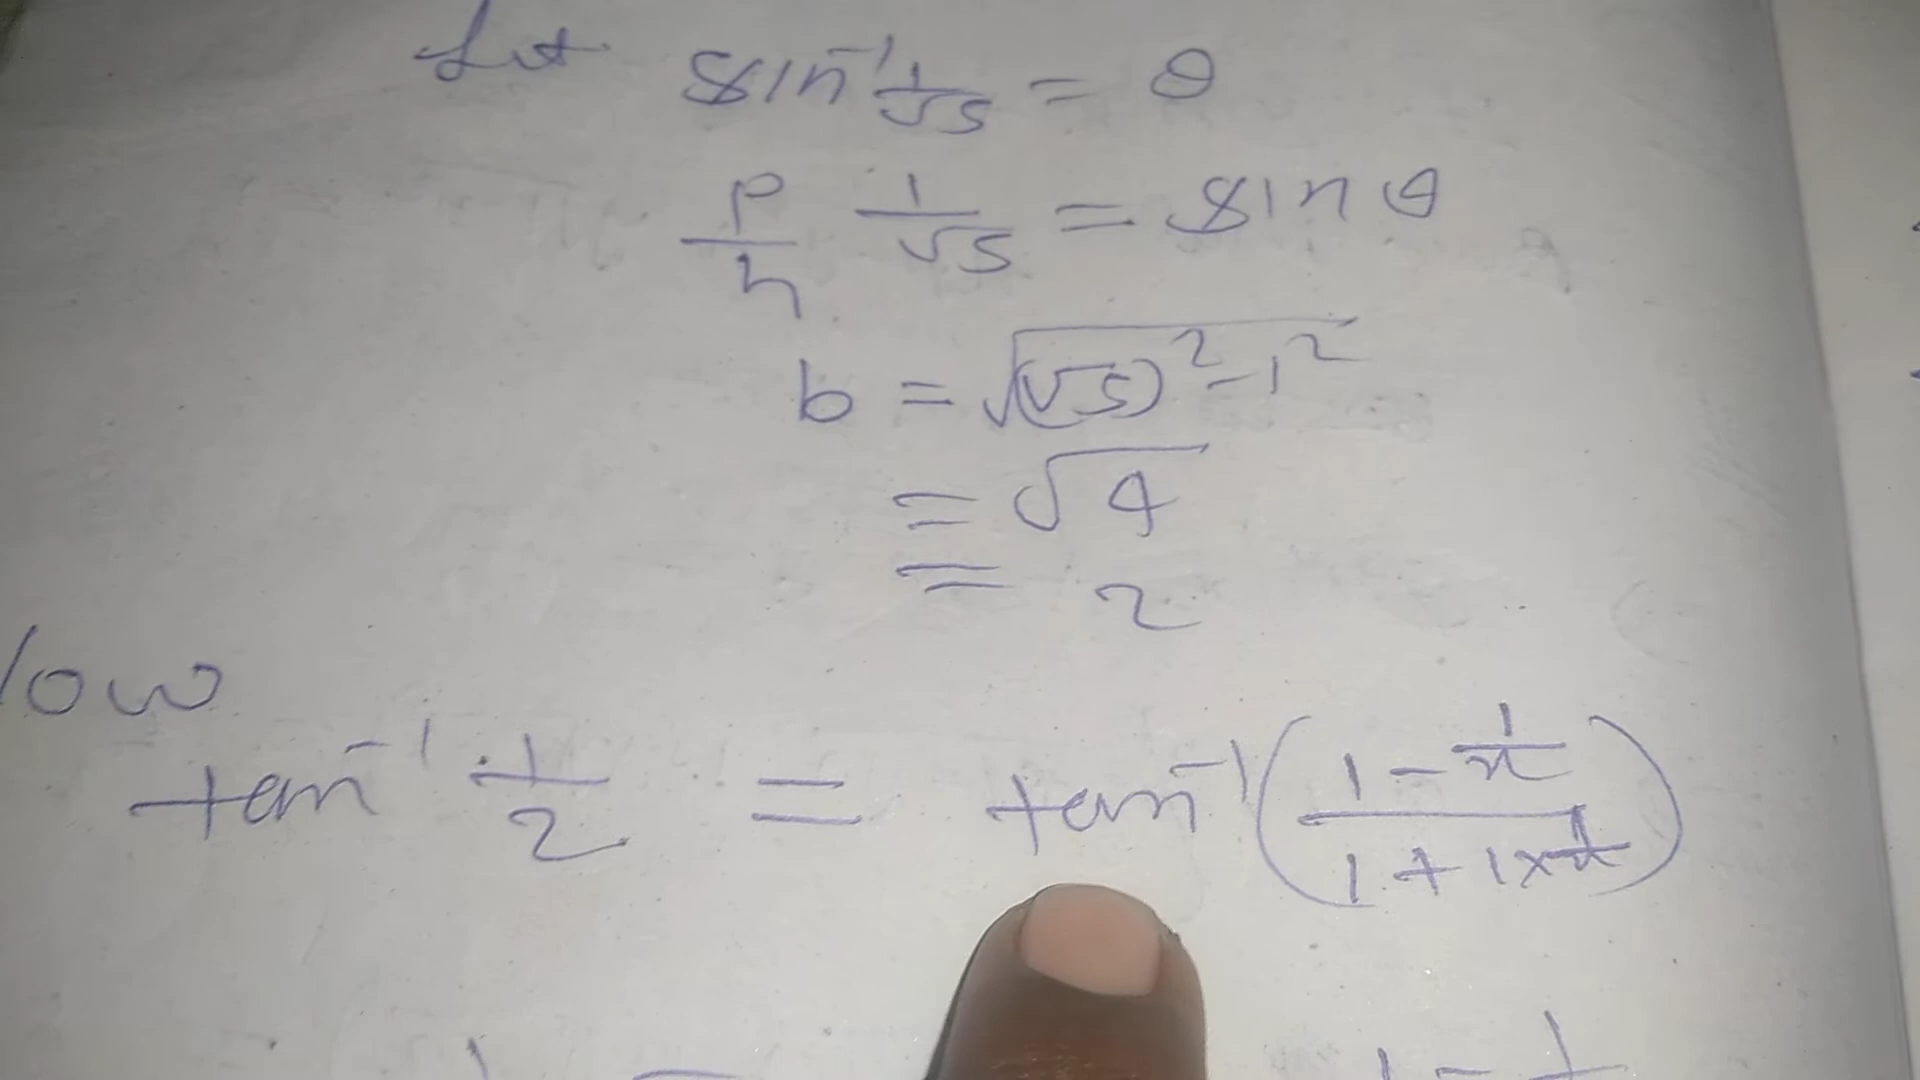 Let sin⁻¹ 1/√5 = θ
p/h 1/√5 = sin θ
b = √((√5)² - 1²)
= √4
= 2
Now
tan⁻¹ 1/2 = tan⁻¹((1 - 1/x)/(1 + 1×1/x))